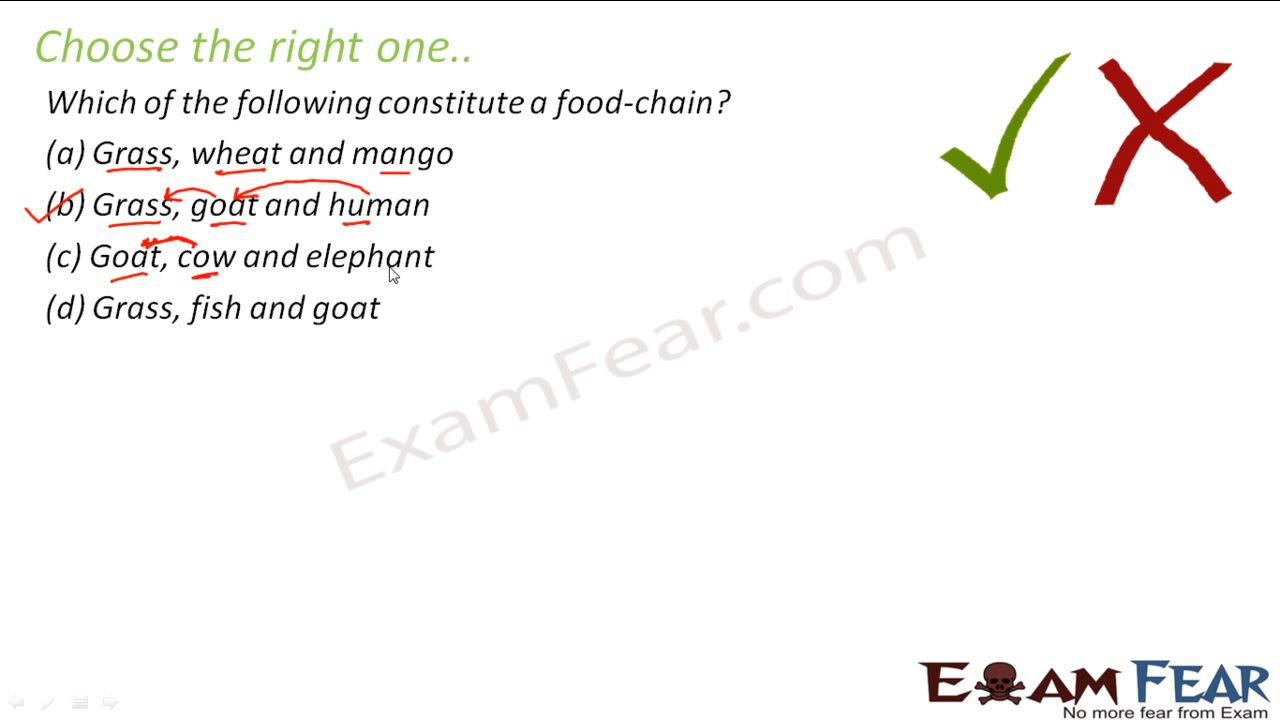 Choose the right one..
Which of the following constitute a food-chain?
(a) Grass, wheat and mango
(b) Grass, goat and human
(c) Goat, cow and elephant
(d) Grass, fish and goat
ExamFear.com
EXAM FEAR
No more fear from Exam